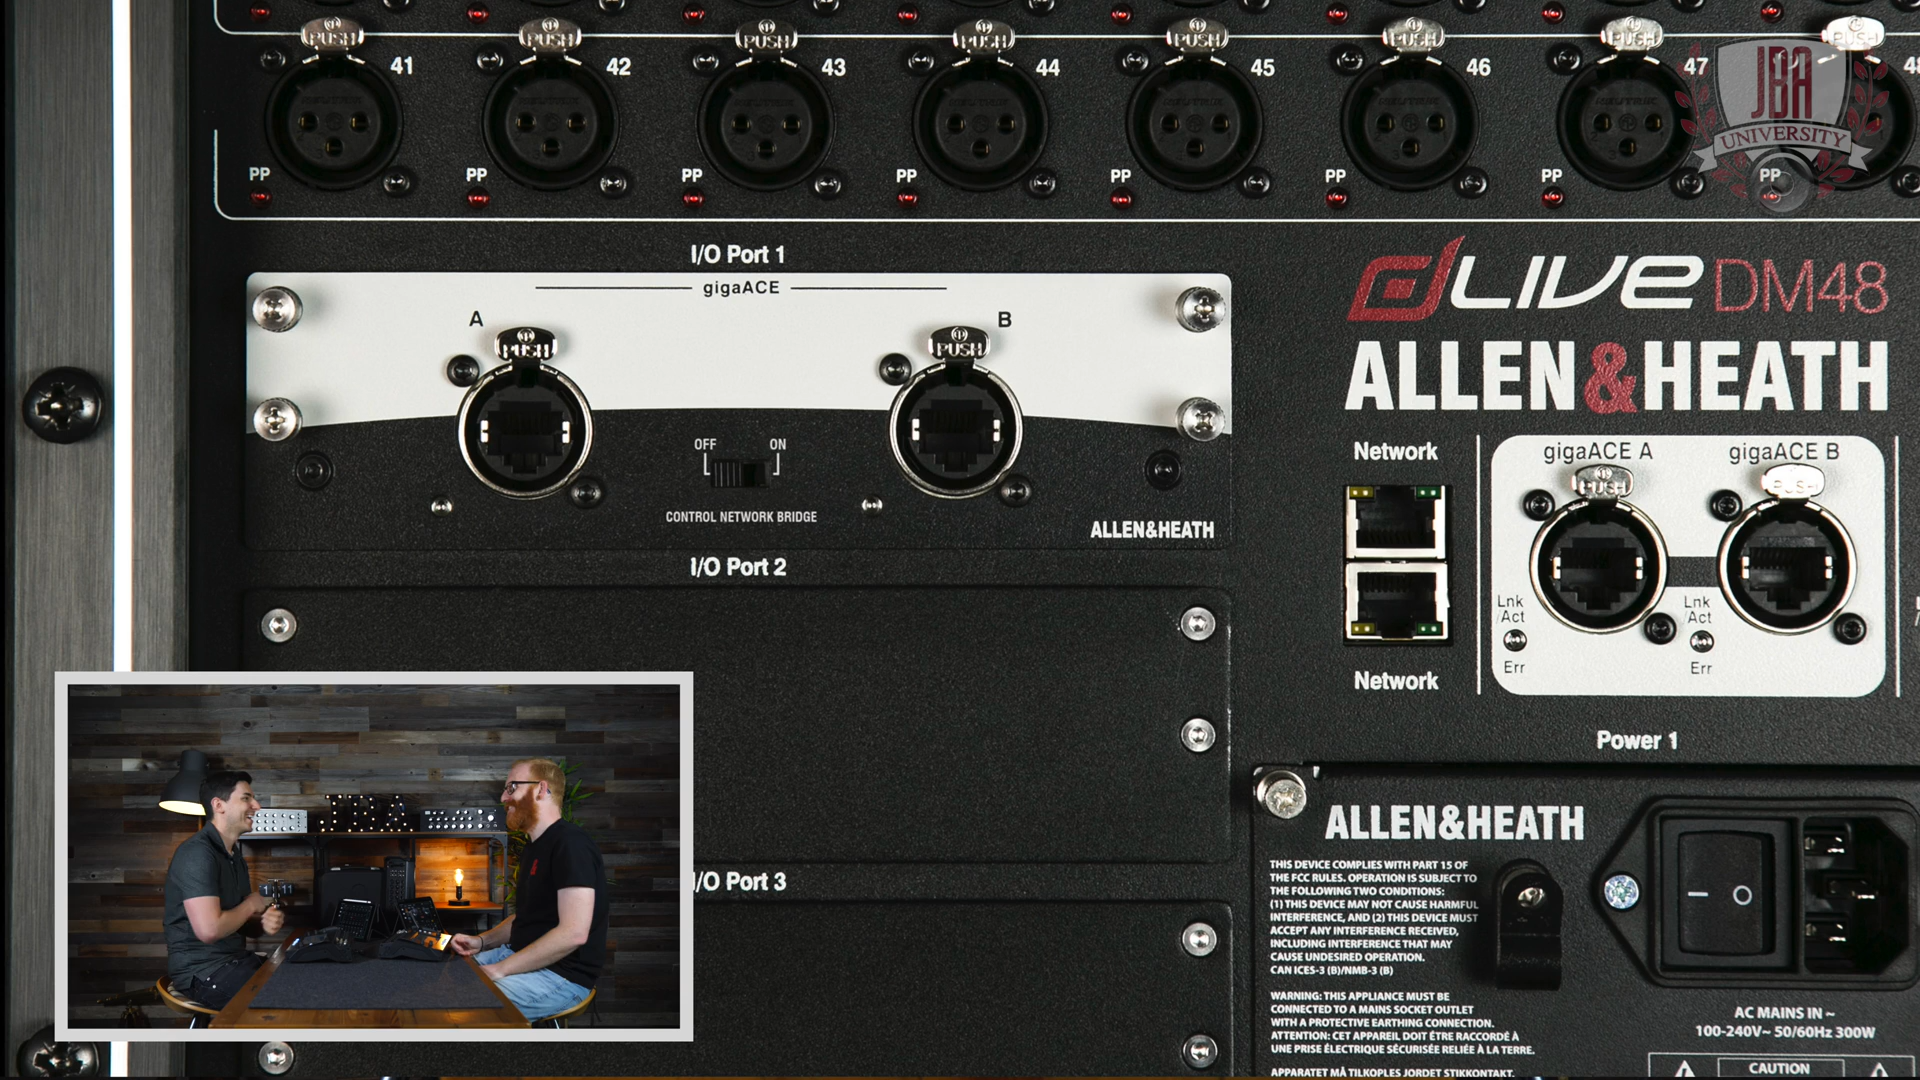 PUSH PUSH PUSH PUSH PUSH PUSH PUSH PUSH
41 42 43 44 45 46 47 48
PP PP PP PP PP PP PP PP
JBA
UNIVERSITY
I/O Port 1
gigaACE
A B
PUSH PUSH
OFF ON
CONTROL NETWORK BRIDGE
ALLEN&HEATH
I/O Port 2
I/O Port 3
dLIVE DM48
ALLEN&HEATH
Network
gigaACE A gigaACE B
PUSH PUSH
Lnk Lnk
/Act /Act
Err Err
Network
Power 1
ALLEN&HEATH
THIS DEVICE COMPLIES WITH PART 15 OF
THE FCC RULES. OPERATION IS SUBJECT TO
THE FOLLOWING TWO CONDITIONS:
(1) THIS DEVICE MAY NOT CAUSE HARMFUL
INTERFERENCE, AND (2) THIS DEVICE MUST
ACCEPT ANY INTERFERENCE RECEIVED,
INCLUDING INTERFERENCE THAT MAY
CAUSE UNDESIRED OPERATION.
CAN ICES-3 (B)/NMB-3 (B)
WARNING: THIS APPLIANCE MUST BE
CONNECTED TO A MAINS SOCKET OUTLET
WITH A PROTECTIVE EARTHING CONNECTION.
ATTENTION: CET APPAREIL DOIT ÊTRE RACCORDÉ À
UNE PRISE ÉLECTRIQUE SÉCURISÉE RELIÉE À LA TERRE.
APPARATET MÅ TILKOPLES JORDET STIKKONTAKT.
AC MAINS IN ~
100-240V~ 50/60Hz 300W
CAUTION
JBA